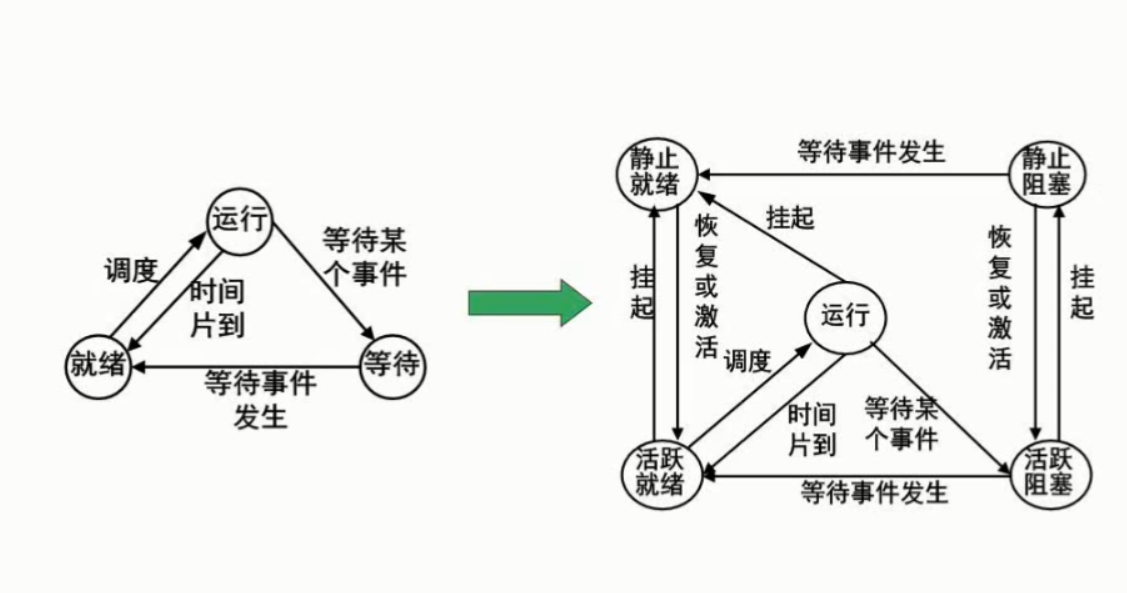 运行
调度
等待某
个事件
时间
片到
就绪
等待
等待事件
发生
静止
就绪
等待事件发生
静止
阻塞
挂起
挂
起
恢
复
或
激
活
运行
恢
复
或
激
活
挂
起
调度
时间
片到
等待某
个事件
活跃
就绪
等待事件发生
活跃
阻塞